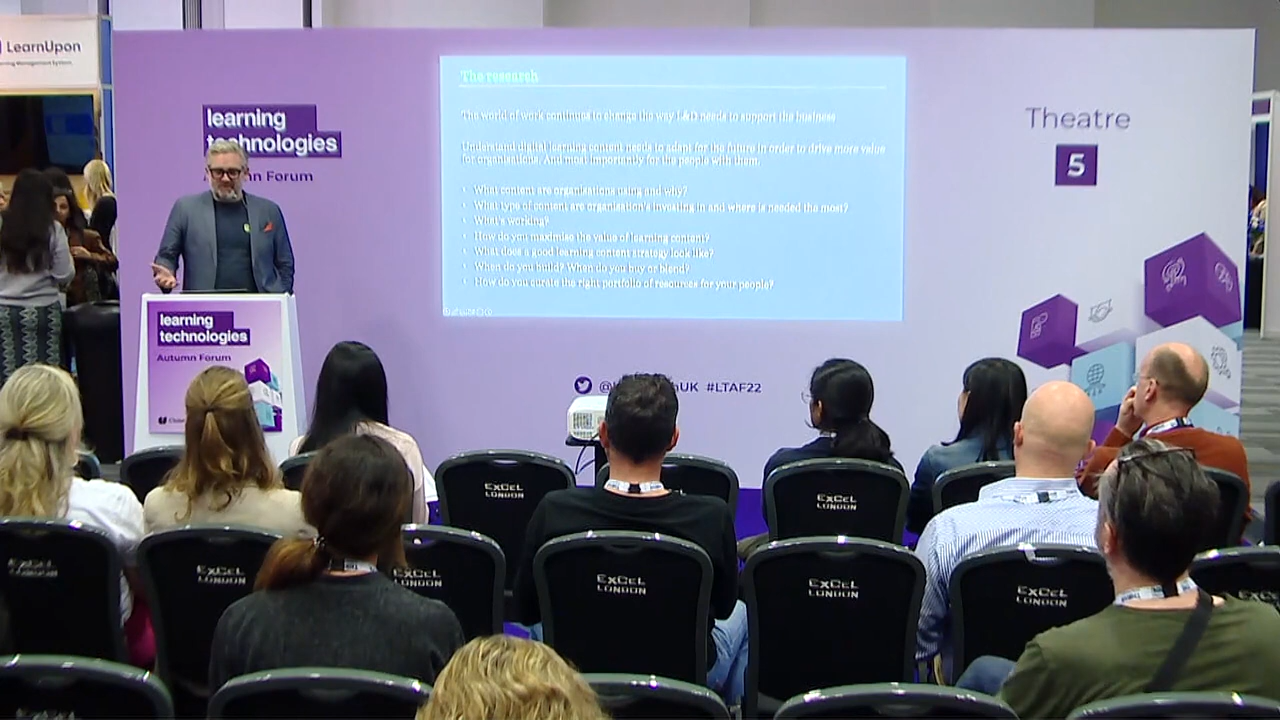 LearnUpon
learning
technologies
Autumn Forum
The research
The world of work continues to change the way L&D needs to support the business
Understand digital learning content needs to adapt for the future in order to drive more value
for organisations. And most importantly for the people with them.
• What content are organisations using and why?
• What type of content are organisation's investing in and where is needed the most?
• What's working?
• How do you maximise the value of learning content?
• What does a good learning content strategy look like?
• When do you build? When do you buy or blend?
• How do you curate the right portfolio of resources for your people?
Theatre
5
learning
technologies
Autumn Forum
UK #LTAF22
EXCEL
LONDON
EXCEL
LONDON
EXCEL
LONDON
EXCEL
LONDON
EXCEL
LONDON
EXCEL
LONDON
EXCEL
LONDON
EXCEL
LONDON